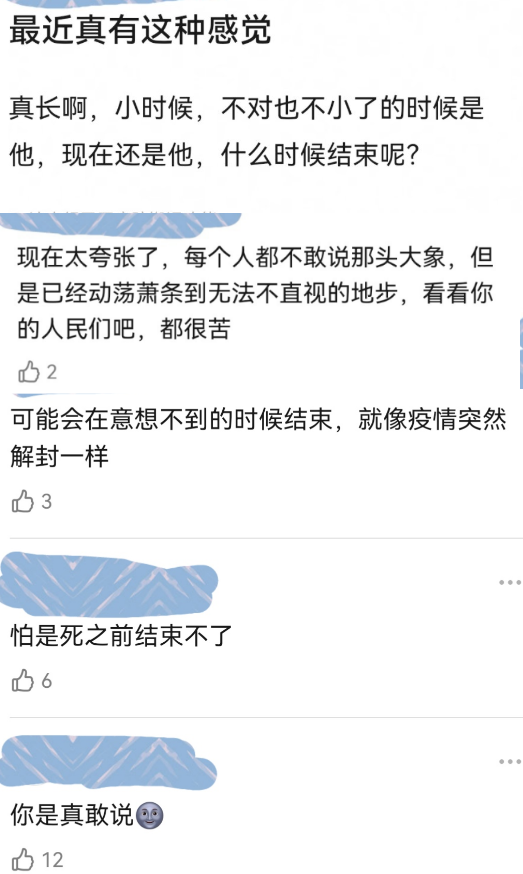 最近真有这种感觉
真长啊，小时候，不对也不小了的时候是
他，现在还是他，什么时候结束呢？
现在太夸张了，每个人都不敢说那头大象，但
是已经动荡萧条到无法不直视的地步，看看你
的人民们吧，都很苦
2
可能会在意想不到的时候结束，就像疫情突然
解封一样
3
怕是死之前结束不了
6
你是真敢说🌚
12